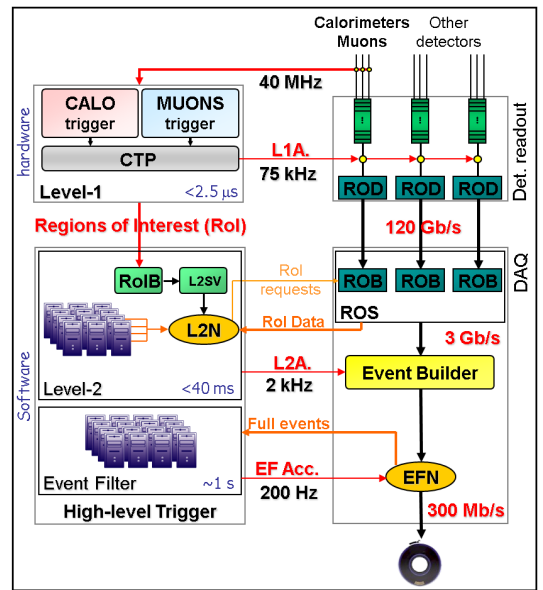 Calorimeters
Muons
Other
detectors
40 MHz
hardware
CALO
trigger
MUONS
trigger
CTP
Level-1
<2.5 μs
L1A.
75 kHz
!
!
!
ROD
ROD
ROD
Det. readout
Regions of Interest (RoI)
120 Gb/s
Software
RoIB
L2SV
L2N
Level-2
<40 ms
RoI
requests
RoI Data
ROB
ROB
ROB
ROS
DAQ
3 Gb/s
L2A.
2 kHz
Event Builder
Full events
Event Filter
~1 s
EF Acc.
200 Hz
EFN
High-level Trigger
300 Mb/s